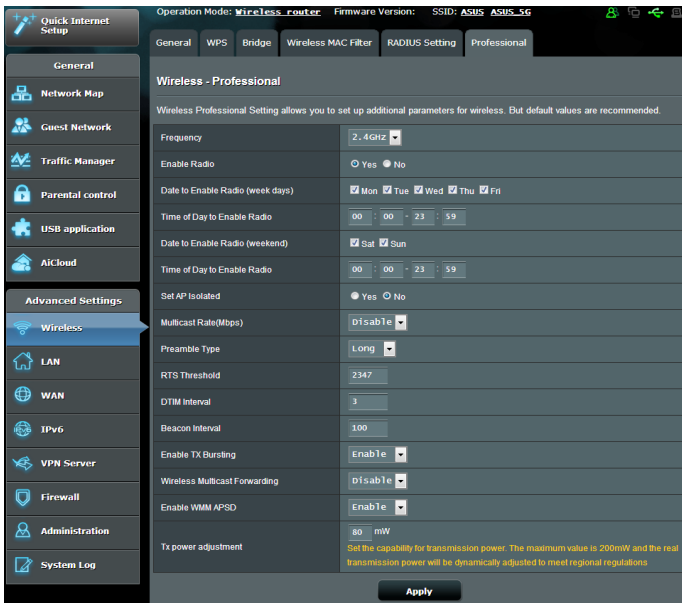 Quick Internet
Setup
General
Network Map
Guest Network
Traffic Manager
Parental control
USB application
AiCloud
Advanced Settings
Wireless
LAN
WAN
IPv6
VPN Server
Firewall
Administration
System Log
Operation Mode: Wireless router Firmware Version: SSID: ASUS ASUS_5G
General WPS Bridge Wireless MAC Filter RADIUS Setting Professional
Wireless - Professional
Wireless Professional Setting allows you to set up additional parameters for wireless. But default values are recommended.
Frequency 2.4GHz
Enable Radio Yes No
Date to Enable Radio (week days) Mon Tue Wed Thu Fri
Time of Day to Enable Radio 00 : 00 - 23 : 59
Date to Enable Radio (weekend) Sat Sun
Time of Day to Enable Radio 00 : 00 - 23 : 59
Set AP Isolated Yes No
Multicast Rate(Mbps) Disable
Preamble Type Long
RTS Threshold 2347
DTIM Interval 3
Beacon Interval 100
Enable TX Bursting Enable
Wireless Multicast Forwarding Disable
Enable WMM APSD Enable
Tx power adjustment 80 mW
Set the capability for transmission power. The maximum value is 200mW and the real
transmission power will be dynamically adjusted to meet regional regulations
Apply